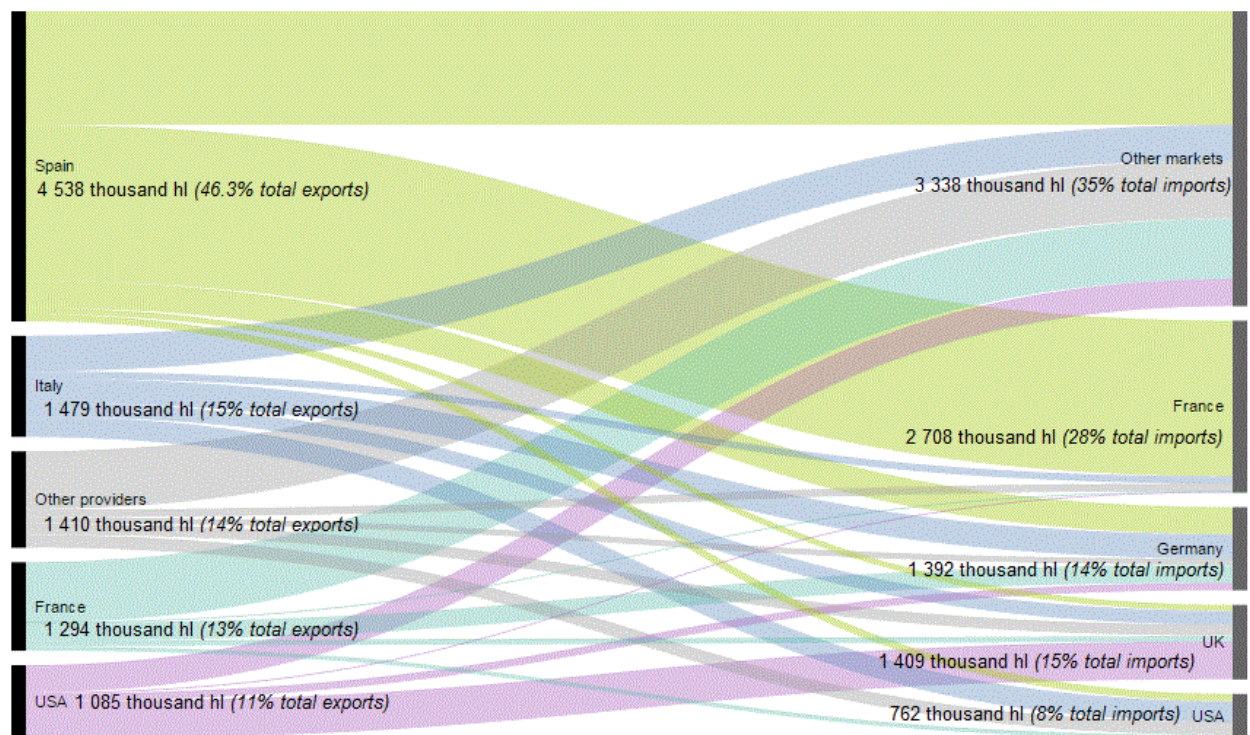 Spain
4 538 thousand hl (46.3% total exports)
Italy
1 479 thousand hl (15% total exports)
Other providers
1 410 thousand hl (14% total exports)
France
1 294 thousand hl (13% total exports)
USA 1 085 thousand hl (11% total exports)
Other markets
3 338 thousand hl (35% total imports)
France
2 708 thousand hl (28% total imports)
Germany
1 392 thousand hl (14% total imports)
UK
1 409 thousand hl (15% total imports)
762 thousand hl (8% total imports) USA